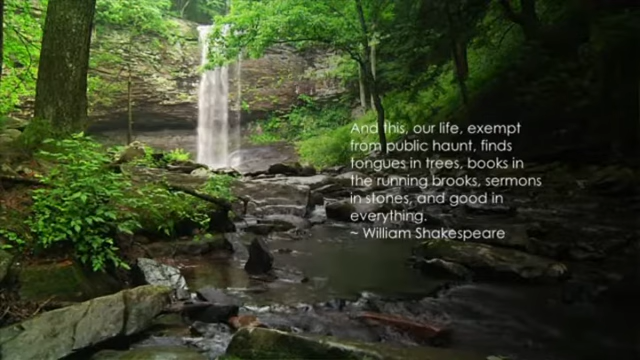 And this, our life, exempt
from public haunt, finds
tongues in trees, books in
the running brooks, sermons
in stones, and good in
everything.
~ William Shakespeare